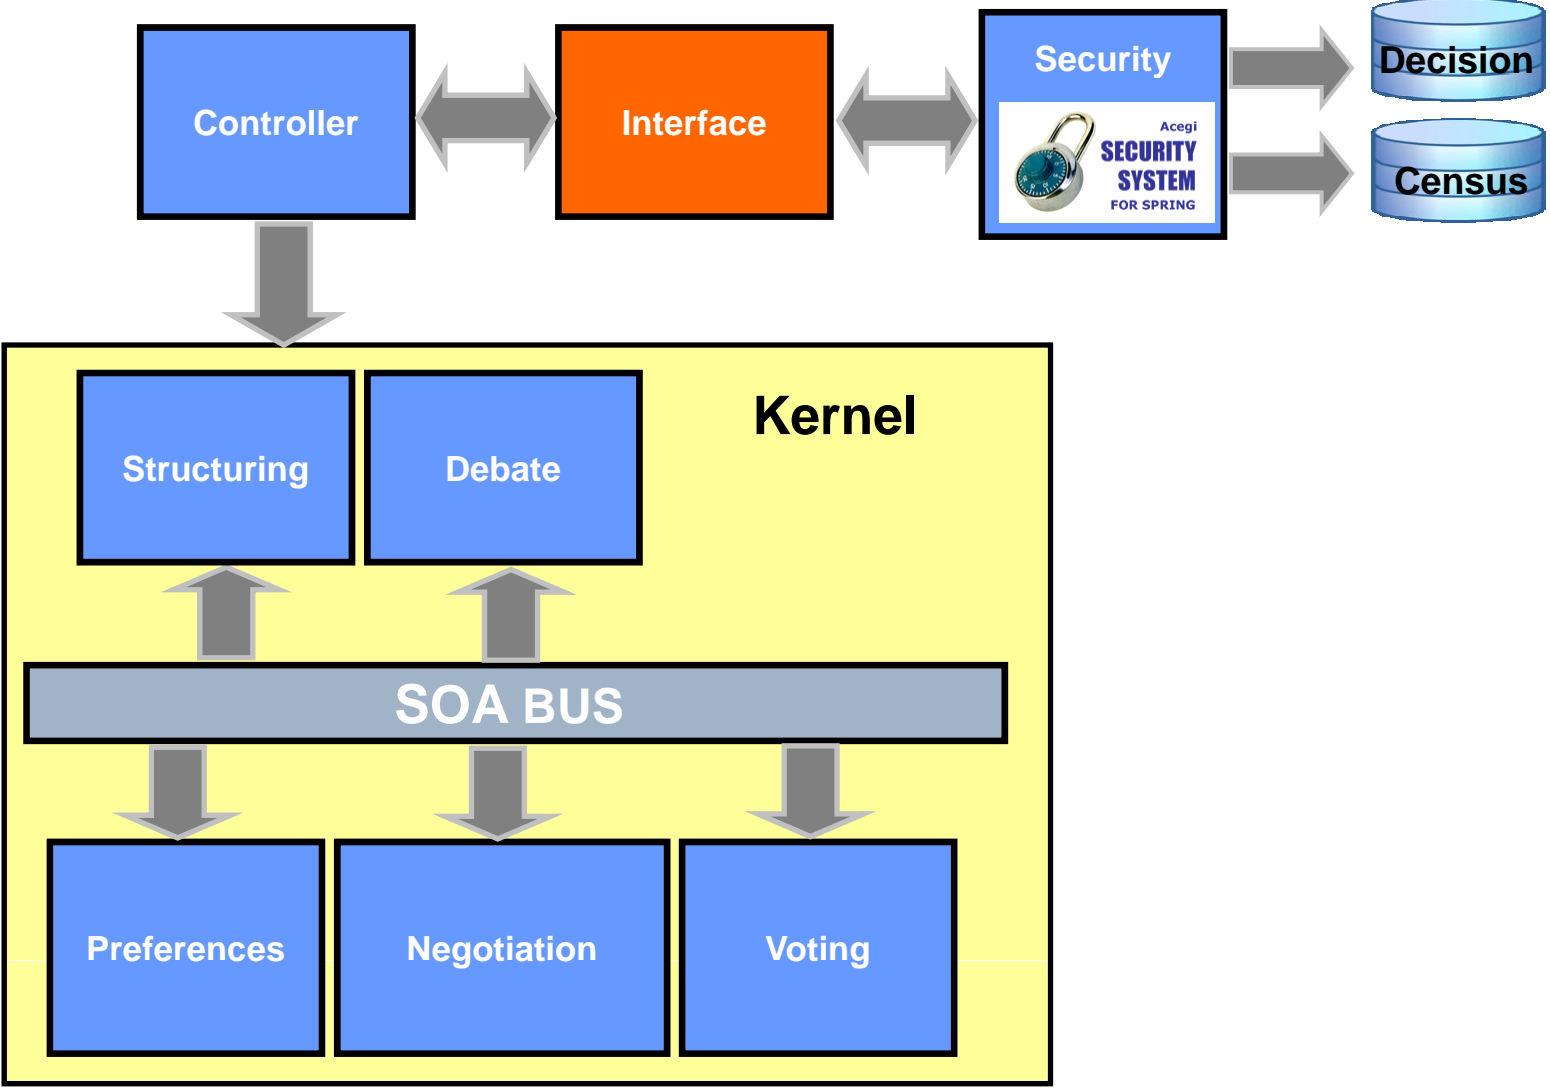 Controller
Interface
Security
Acegi
SECURITY
SYSTEM
FOR SPRING
Decision
Census
Kernel
Structuring
Debate
SOA BUS
Preferences
Negotiation
Voting